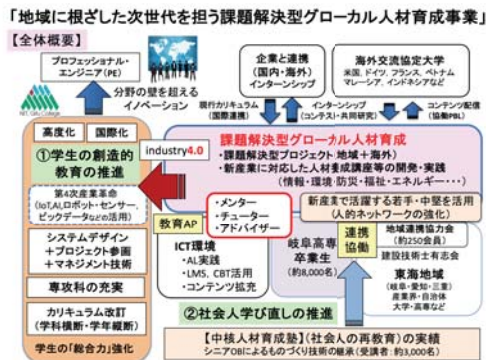 「地域に根ざした次世代を担う課題解決型グローカル人材育成事業」
【全体概要】
プロフェッショナル・
エンジニア(PE)
分野の壁を超える
イノベーション
企業と連携
(国内・海外)
インターンシップ
海外交流協定大学
米国、ドイツ、フランス、ベトナム
マレーシア、インドネシアなど
NIT, Gifu College
現行カリキュラム
(国際連携)
インターンシップ
(コンテスト・共同研究)
コンテンツ配信
(協働PBL)
高度化
国際化
①学生の創造的
教育の推進
industry4.0
課題解決型グローカル人材育成
・課題解決型プロジェクト(地域+海外)
・新産業に対応した人材養成講座等の開発・実践
(情報・環境・防災・福祉・エネルギー・・・)
第4次産業革命
(IoT,AI,ロボット・センサー、
ビックデータなどの活用)
システムデザイン
+プロジェクト参画
+マネジメント技術
専攻科の充実
カリキュラム改訂
(学科横断・学年縦断)
学生の「総合力」強化
・メンター
・チューター
・アドバイザー
教育AP
ICT環境
・AL実践
・LMS、CBT活用
・コンテンツ拡充
新産業で活躍する若手・中堅を活用
(人的ネットワークの強化)
岐阜高専
卒業生
(約8,000名)
連携
協働
地域連携協力会
(約250会員)
建設技術士有志会
東海地域
(岐阜・愛知・三重)
産業界・自治体
大学・高専など
②社会人学び直しの推進
【中核人材育成塾】(社会人の再教育)の実績
シニアOBによるものづくり技術の継承(受講者:約3,000名)